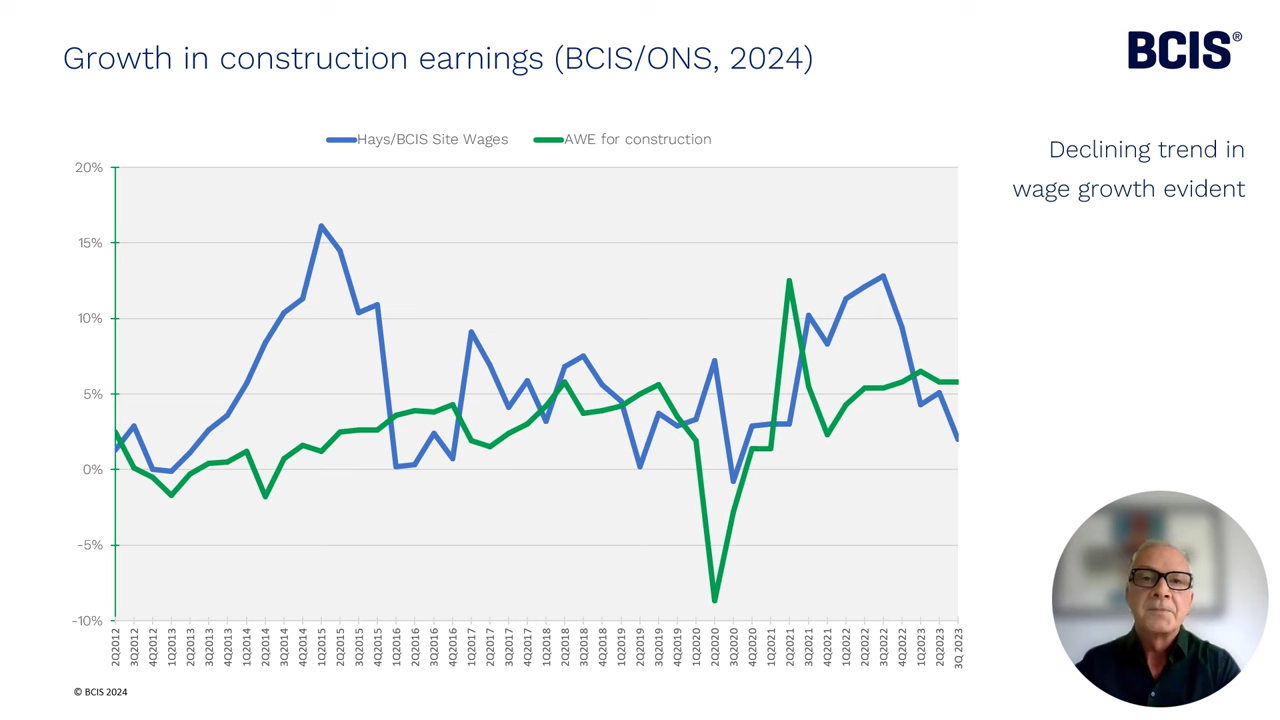 Growth in construction earnings (BCIS/ONS, 2024)
BCIS®
Hays/BCIS Site Wages
AWE for construction
Declining trend in
wage growth evident
20%
15%
10%
5%
0%
-5%
-10%
2Q2012
3Q2012
4Q2012
1Q2013
2Q2013
3Q2013
4Q2013
1Q2014
2Q2014
3Q2014
4Q2014
1Q2015
2Q2015
3Q2015
4Q2015
1Q2016
2Q2016
3Q2016
4Q2016
1Q2017
2Q2017
3Q2017
4Q2017
1Q2018
2Q2018
3Q2018
4Q2018
1Q2019
2Q2019
3Q2019
4Q2019
1Q2020
2Q2020
3Q2020
4Q2020
1Q2021
2Q2021
3Q2021
4Q2021
1Q2022
2Q2022
3Q2022
4Q2022
1Q2023
2Q2023
3Q 2023
© BCIS 2024